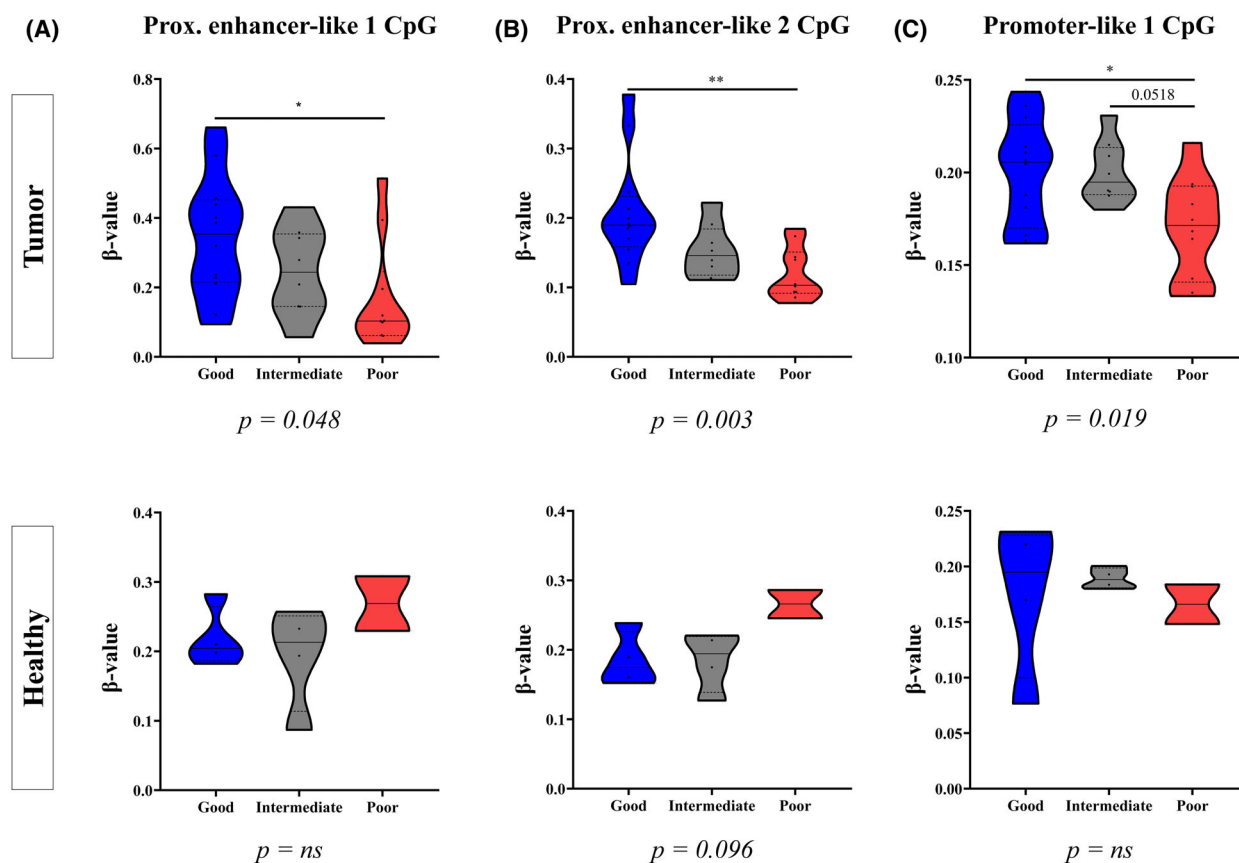 (A) Prox. enhancer-like 1 CpG
(B) Prox. enhancer-like 2 CpG
(C) Promoter-like 1 CpG
Tumor
β-value
0.8
0.6
0.4
0.2
0.0
*
Good Intermediate Poor
p = 0.048
β-value
0.4
0.3
0.2
0.1
0.0
**
Good Intermediate Poor
p = 0.003
β-value
0.25
0.20
0.15
0.10
*
0.0518
Good Intermediate Poor
p = 0.019
Healthy
β-value
0.4
0.3
0.2
0.1
0.0
Good Intermediate Poor
p = ns
β-value
0.4
0.3
0.2
0.1
0.0
Good Intermediate Poor
p = 0.096
β-value
0.25
0.20
0.15
0.10
0.05
0.00
Good Intermediate Poor
p = ns